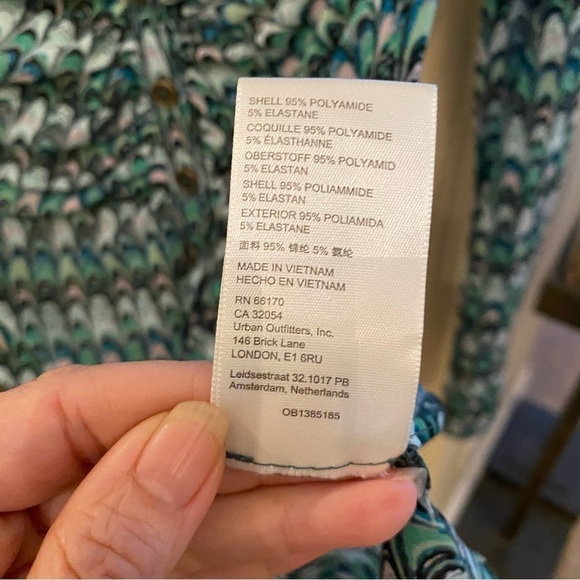 SHELL 95% POLYAMIDE
5% ELASTANE
COQUILLE 95% POLYAMIDE
5% ÉLASTHANNE
OBERSTOFF 95% POLYAMID
5% ELASTAN
SHELL 95% POLIAMMIDE
5% ELASTAN
EXTERIOR 95% POLIAMIDA
5% ELASTANE
面料 95% 锦纶 5% 氨纶
MADE IN VIETNAM
HECHO EN VIETNAM
RN 66170
CA 32054
Urban Outfitters, Inc.
146 Brick Lane
LONDON, E1 6RU
Leidsestraat 32.1017 PB
Amsterdam, Netherlands
OB1385185